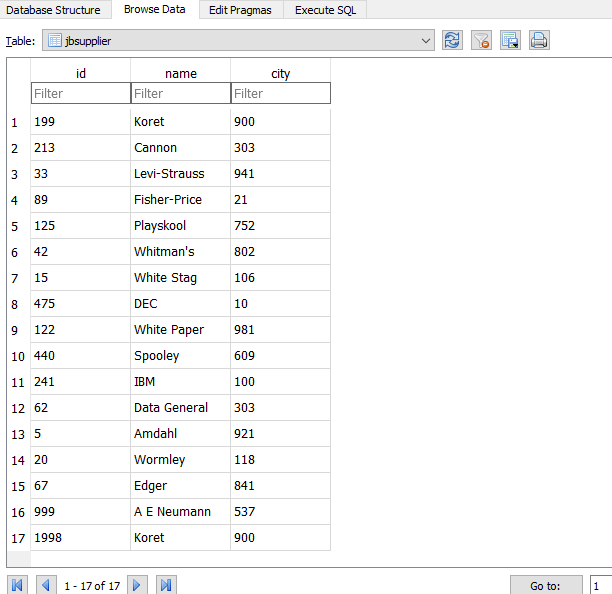 Database Structure Browse Data Edit Pragmas Execute SQL
Table: jbsupplier
id name city
Filter Filter Filter
1 199 Koret 900
2 213 Cannon 303
3 33 Levi-Strauss 941
4 89 Fisher-Price 21
5 125 Playskool 752
6 42 Whitman's 802
7 15 White Stag 106
8 475 DEC 10
9 122 White Paper 981
10 440 Spooley 609
11 241 IBM 100
12 62 Data General 303
13 5 Amdahl 921
14 20 Wormley 118
15 67 Edger 841
16 999 A E Neumann 537
17 1998 Koret 900
1 - 17 of 17 Go to: 1